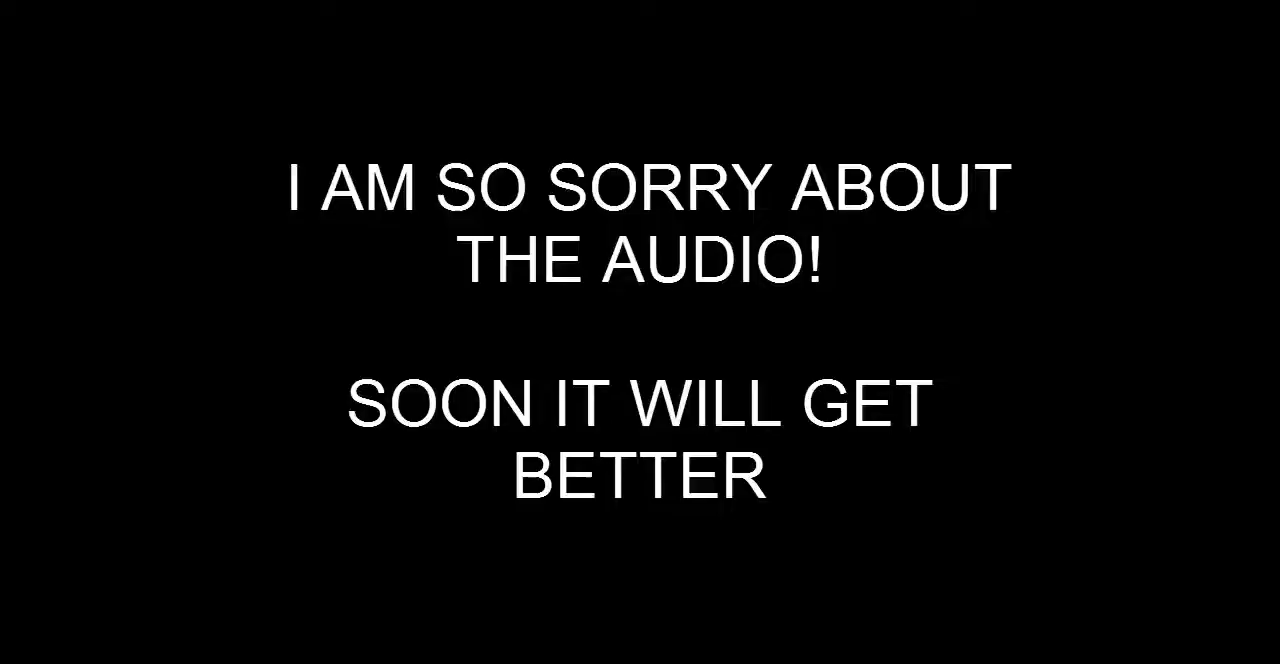 I AM SO SORRY ABOUT
THE AUDIO!
SOON IT WILL GET
BETTER